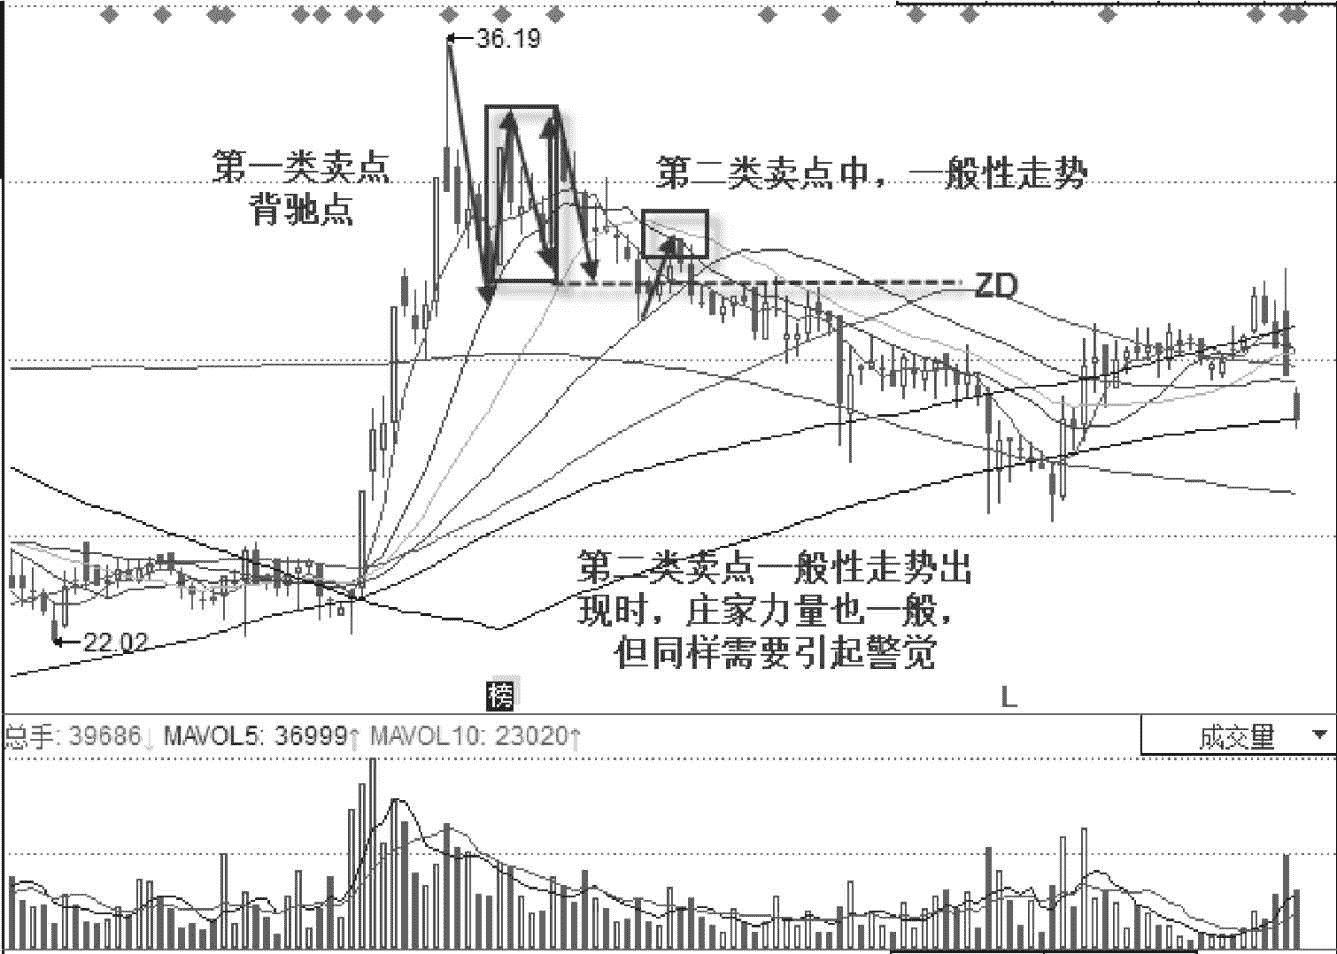 36.19
第一类卖点
背驰点
第二类卖点中，一般性走势
ZD
第二类卖点一般性走势出
现时，庄家力量也一般，
但同样需要引起警觉
22.02
榜
L
总手: 39686↓ MAVOL5: 36999↑ MAVOL10: 23020↑
成交量